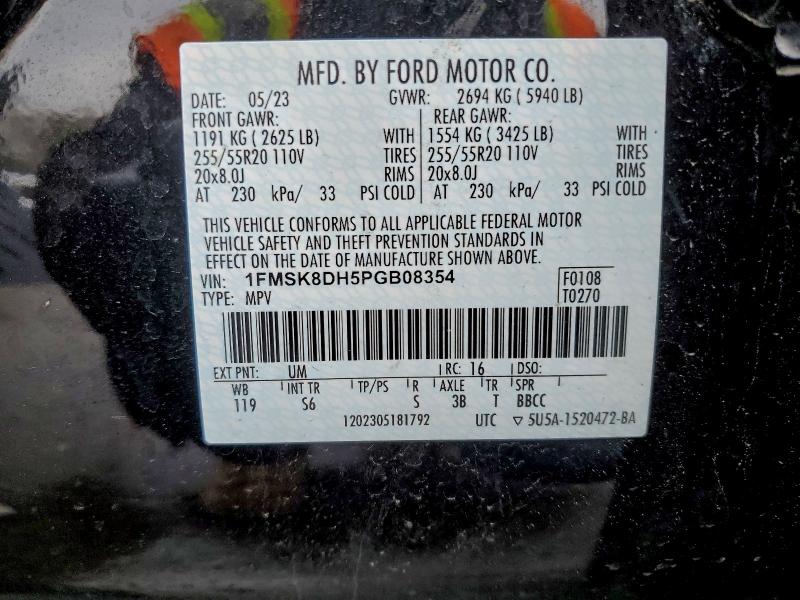 MFD. BY FORD MOTOR CO.
DATE: 05/23 GVWR: 2694 KG ( 5940 LB)
FRONT GAWR: REAR GAWR:
1191 KG ( 2625 LB) WITH 1554 KG ( 3425 LB) WITH
255/55R20 110V TIRES 255/55R20 110V TIRES
20x8.0J RIMS 20x8.0J RIMS
AT 230 kPa/ 33 PSI COLD AT 230 kPa/ 33 PSI COLD
THIS VEHICLE CONFORMS TO ALL APPLICABLE FEDERAL MOTOR
VEHICLE SAFETY AND THEFT PREVENTION STANDARDS IN
EFFECT ON THE DATE OF MANUFACTURE SHOWN ABOVE.
VIN: 1FMSK8DH5PGB08354 F0108
TYPE: MPV T0270
EXT PNT: UM RC: 16 DSO:
WB INT TR TP/PS R AXLE TR SPR
119 S6 S 3B T BBCC
1202305181792 UTC ▽ 5U5A-1520472-BA